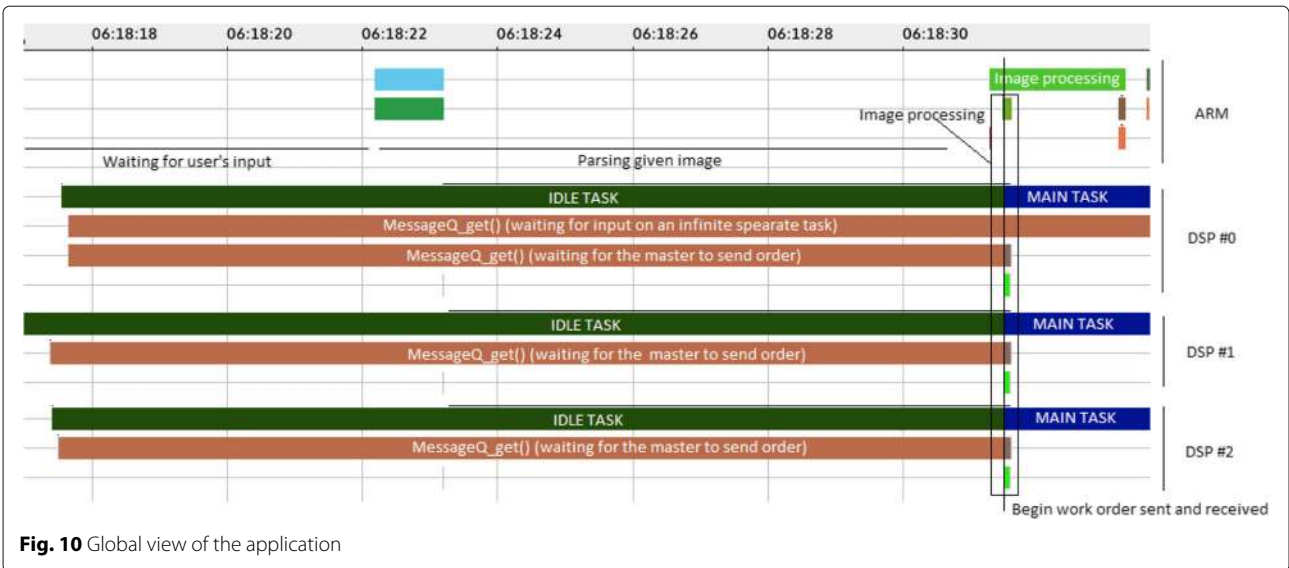 06:18:18 06:18:20 06:18:22 06:18:24 06:18:26 06:18:28 06:18:30
Image processing
Image processing
ARM
Waiting for user's input
Parsing given image
IDLE TASK
MAIN TASK
MessageQ_get() (waiting for input on an infinite spearate task)
DSP #0
MessageQ_get() (waiting for the master to send order)
IDLE TASK
MAIN TASK
MessageQ_get() (waiting for the master to send order)
DSP #1
IDLE TASK
MAIN TASK
MessageQ_get() (waiting for the master to send order)
DSP #2
Begin work order sent and received
Fig. 10 Global view of the application